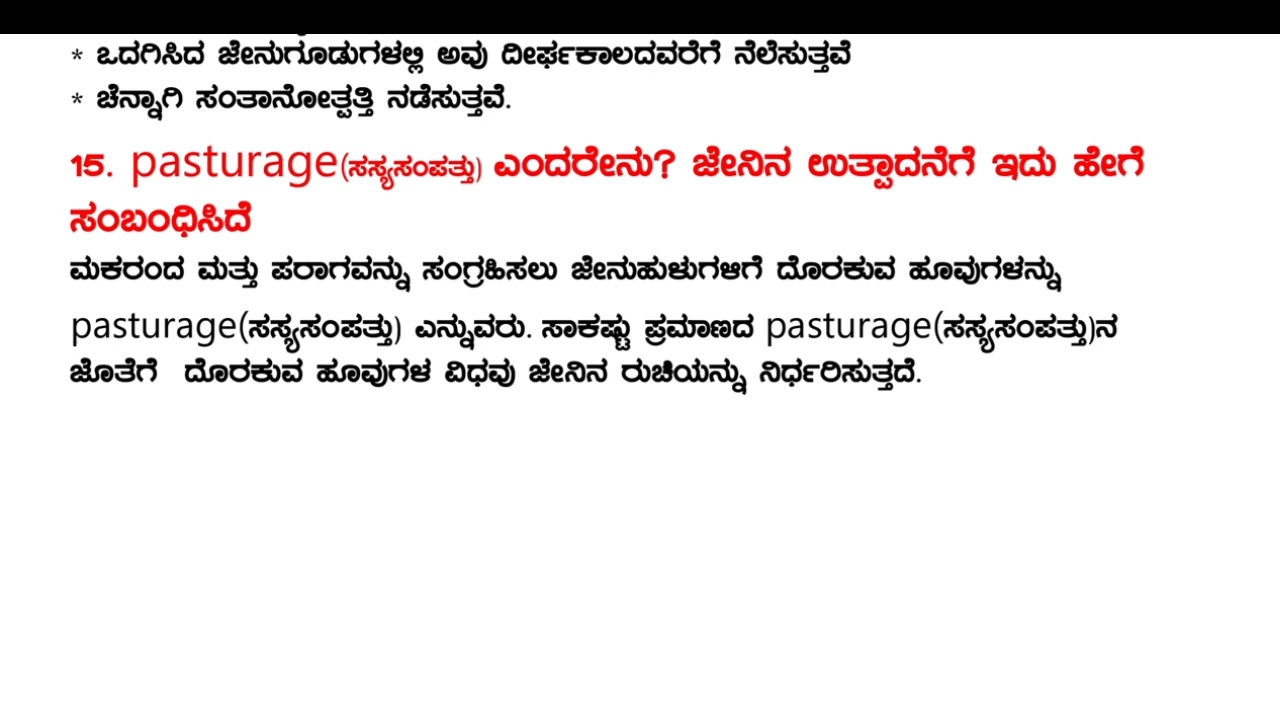 * ಒದಗಿಸಿದ ಜೇನುಗೂಡುಗಳಲ್ಲಿ ಅವು ದೀರ್ಘಕಾಲದವರೆಗೆ ನೆಲೆಸುತ್ತವೆ
* ಚೆನ್ನಾಗಿ ಸಂತಾನೋತ್ಪತ್ತಿ ನಡೆಸುತ್ತವೆ.
15. pasturage(ಸಸ್ಯಸಂಪತ್ತು) ಎಂದರೇನು? ಜೇನಿನ ಉತ್ಪಾದನೆಗೆ ಇದು ಹೇಗೆ
ಸಂಬಂಧಿಸಿದೆ
ಮಕರಂದ ಮತ್ತು ಪರಾಗವನ್ನು ಸಂಗ್ರಹಿಸಲು ಜೇನುಹುಳುಗಳಿಗೆ ದೊರಕುವ ಹೂವುಗಳನ್ನು
pasturage(ಸಸ್ಯಸಂಪತ್ತು) ಎನ್ನುವರು. ಸಾಕಷ್ಟು ಪ್ರಮಾಣದ pasturage(ಸಸ್ಯಸಂಪತ್ತು)ನ
ಜೊತೆಗೆ ದೊರಕುವ ಹೂವುಗಳ ವಿಧವು ಜೇನಿನ ರುಚಿಯನ್ನು ನಿರ್ಧರಿಸುತ್ತದೆ.